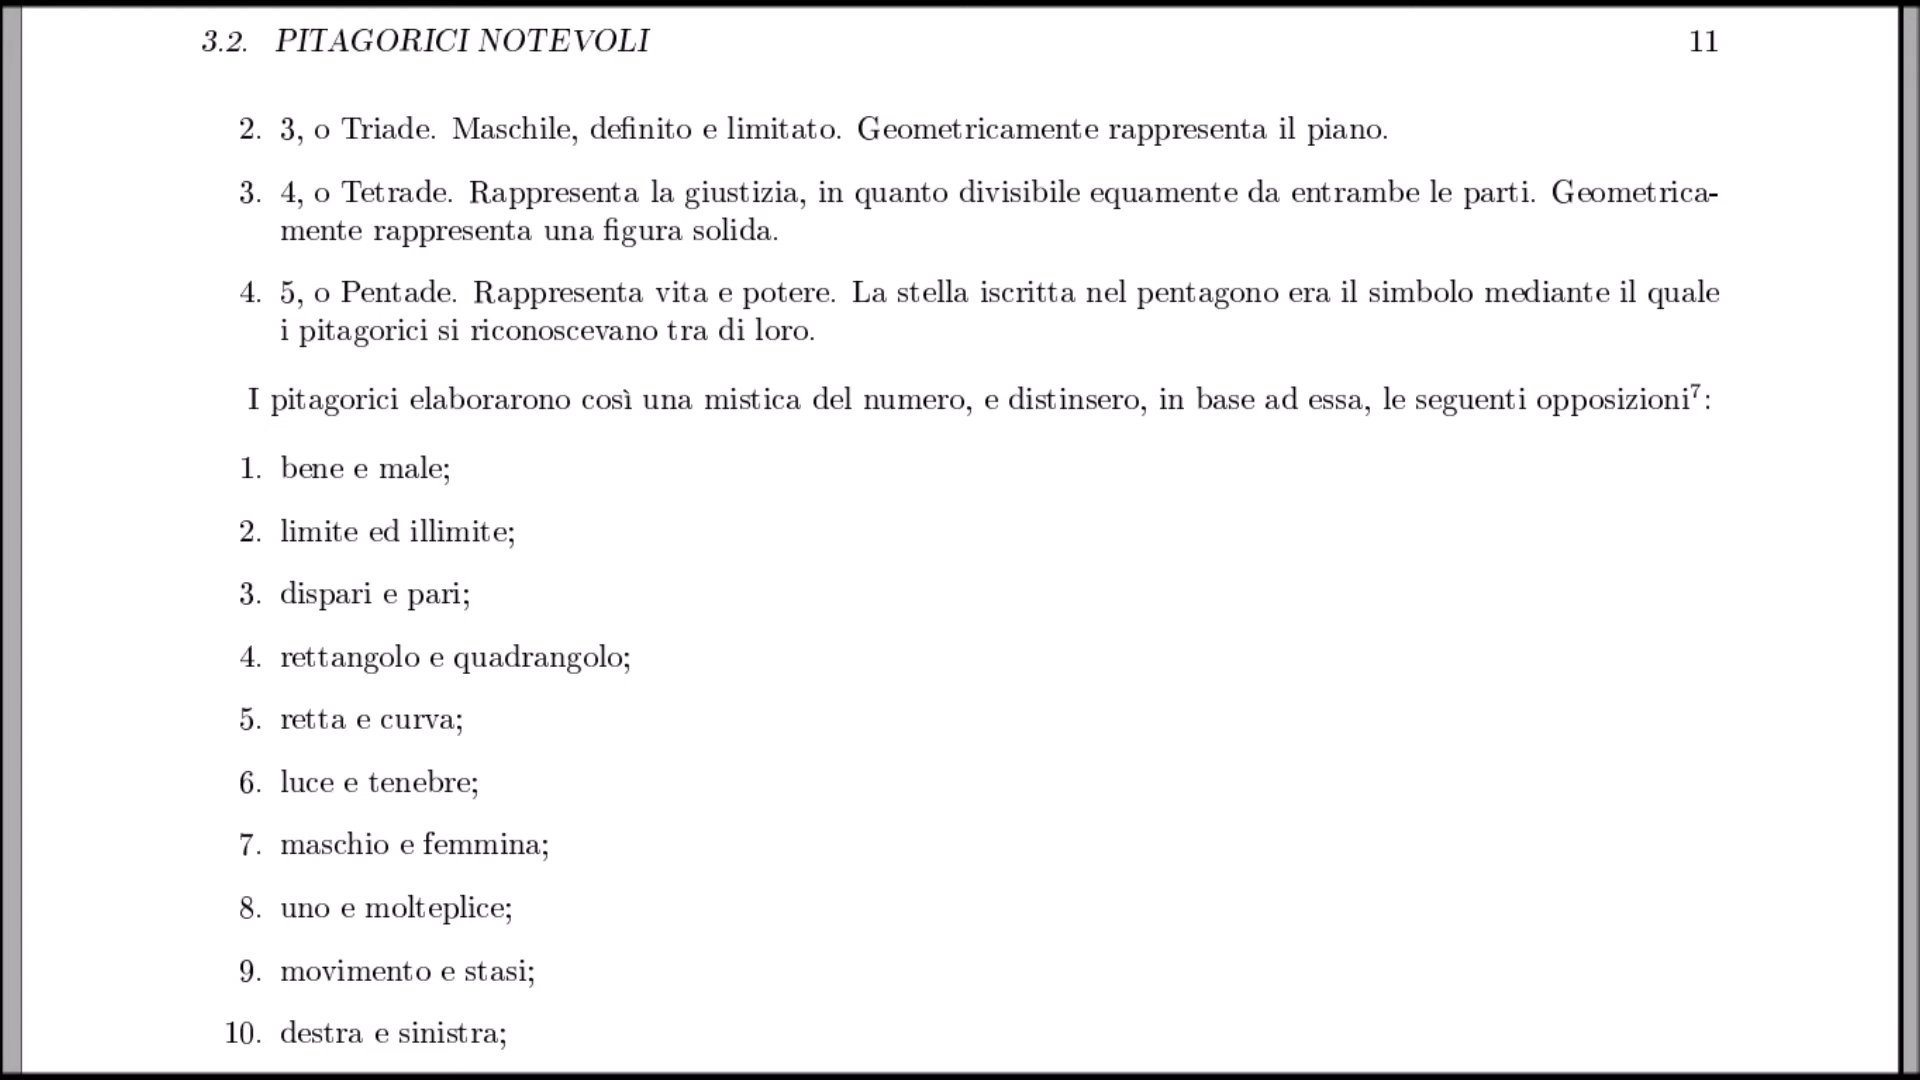 3.2. PITAGORICI NOTEVOLI 11
2. 3, o Triade. Maschile, definito e limitato. Geometricamente rappresenta il piano.
3. 4, o Tetrade. Rappresenta la giustizia, in quanto divisibile equamente da entrambe le parti. Geometrica-
mente rappresenta una figura solida.
4. 5, o Pentade. Rappresenta vita e potere. La stella iscritta nel pentagono era il simbolo mediante il quale
i pitagorici si riconoscevano tra di loro.
I pitagorici elaborarono così una mistica del numero, e distinsero, in base ad essa, le seguenti opposizioni⁷:
1. bene e male;
2. limite ed illimite;
3. dispari e pari;
4. rettangolo e quadrangolo;
5. retta e curva;
6. luce e tenebre;
7. maschio e femmina;
8. uno e molteplice;
9. movimento e stasi;
10. destra e sinistra;